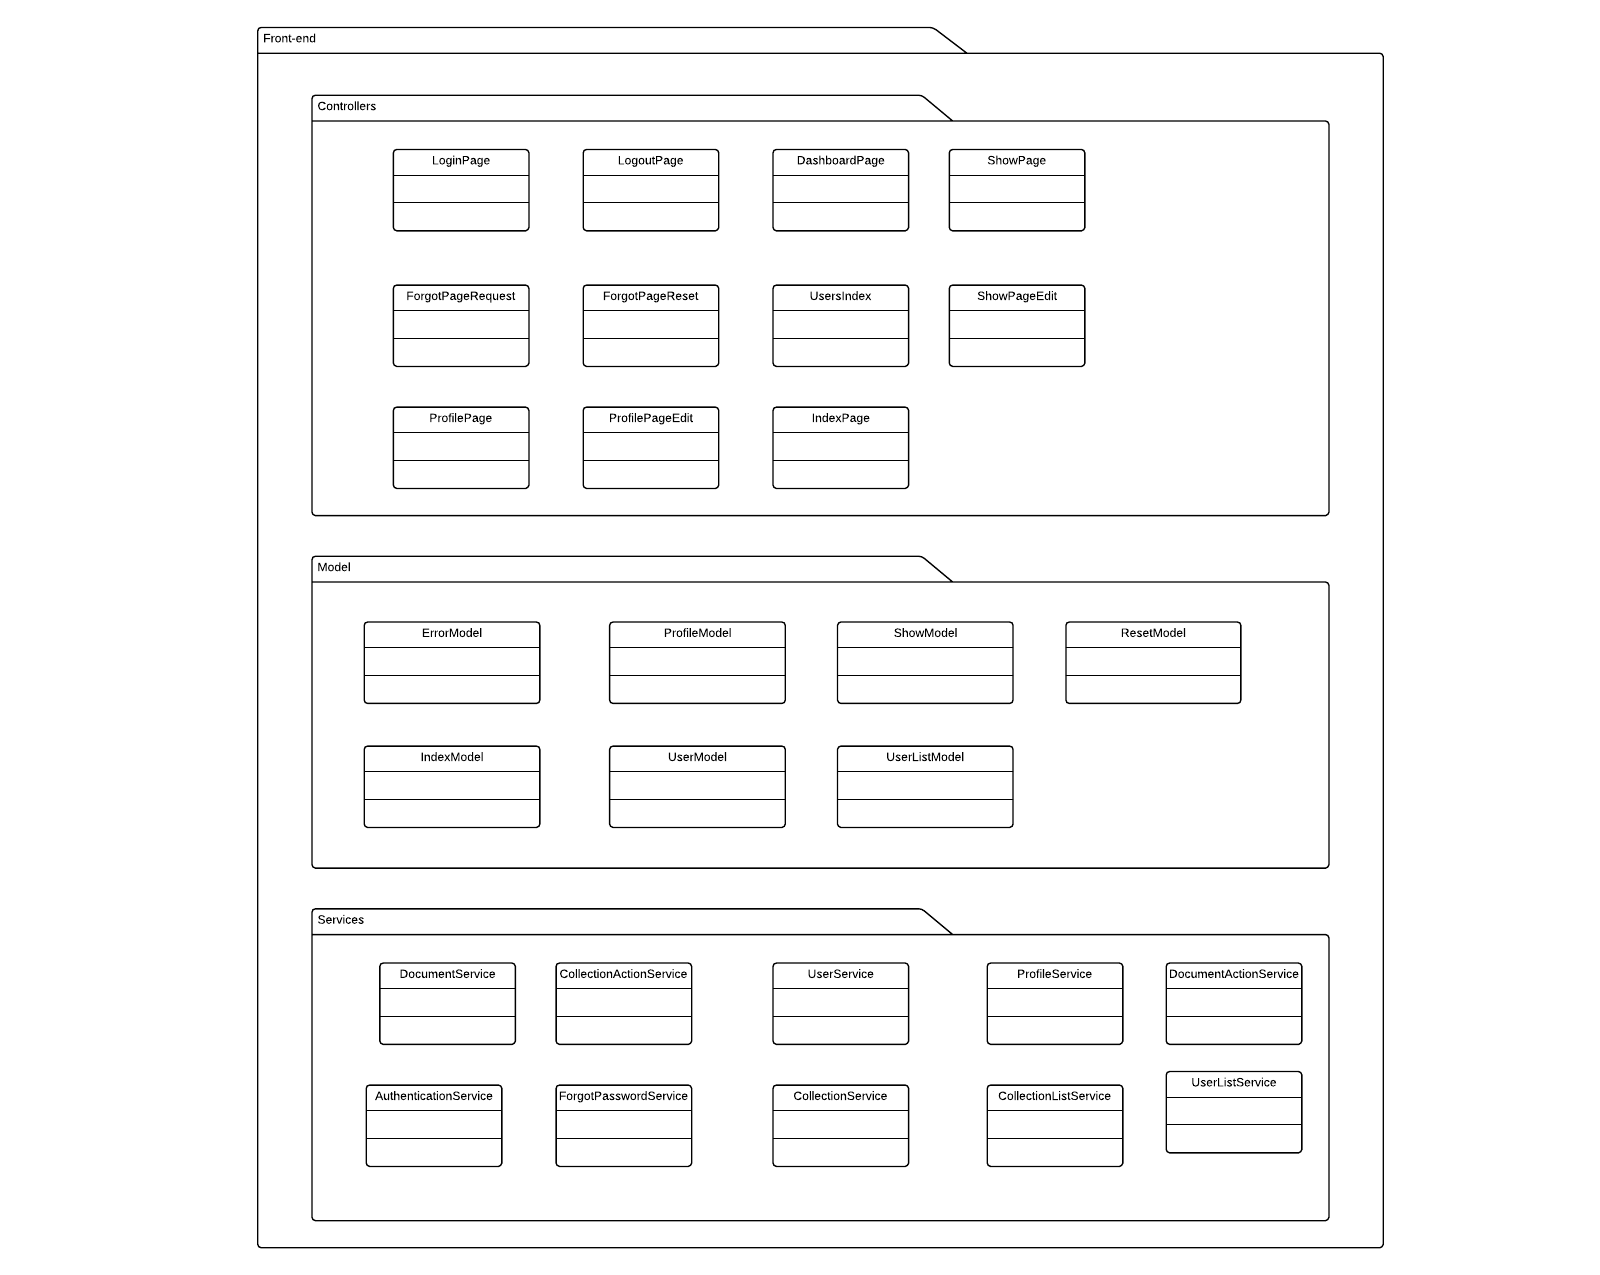 Front-end
Controllers
LoginPage
LogoutPage
DashboardPage
ShowPage
ForgotPageRequest
ForgotPageReset
UsersIndex
ShowPageEdit
ProfilePage
ProfilePageEdit
IndexPage
Model
ErrorModel
ProfileModel
ShowModel
ResetModel
IndexModel
UserModel
UserListModel
Services
DocumentService
CollectionActionService
UserService
ProfileService
DocumentActionService
AuthenticationService
ForgotPasswordService
CollectionService
CollectionListService
UserListService